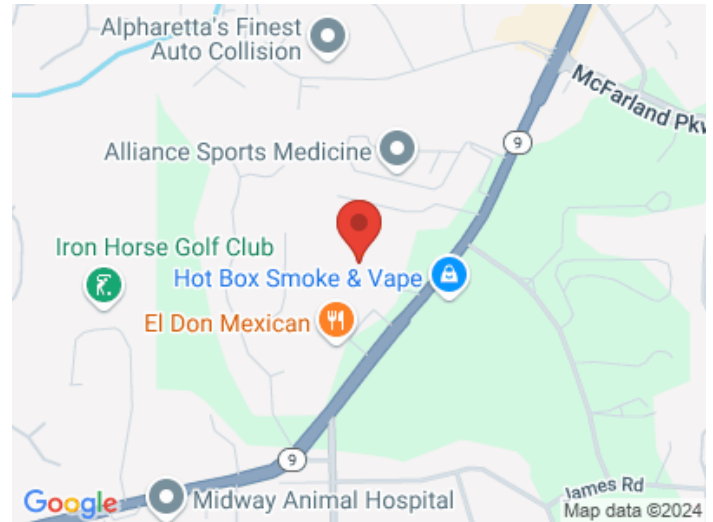 Alpharetta's Finest
Auto Collision
McFarland Pkw
9
Alliance Sports Medicine
Iron Horse Golf Club
Hot Box Smoke & Vape
El Don Mexican
9
James Rd
Google
Midway Animal Hospital
Map data ©2024